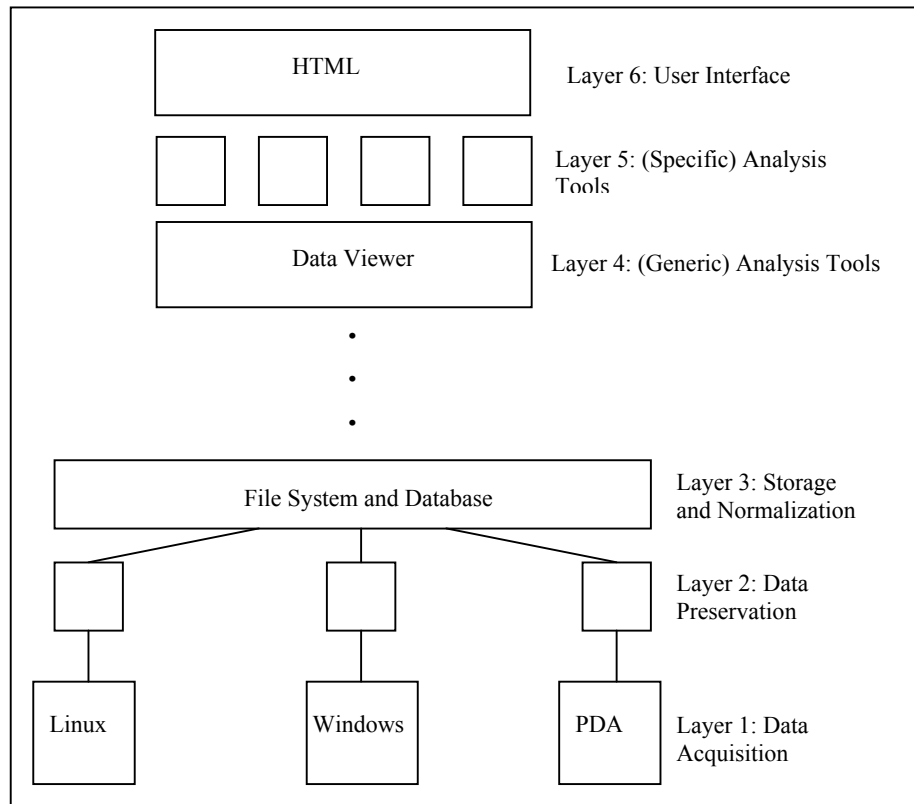 HTML
Layer 6: User Interface
Layer 5: (Specific) Analysis
Tools
Data Viewer
Layer 4: (Generic) Analysis Tools
File System and Database
Layer 3: Storage
and Normalization
Layer 2: Data
Preservation
Linux
Windows
PDA
Layer 1: Data
Acquisition